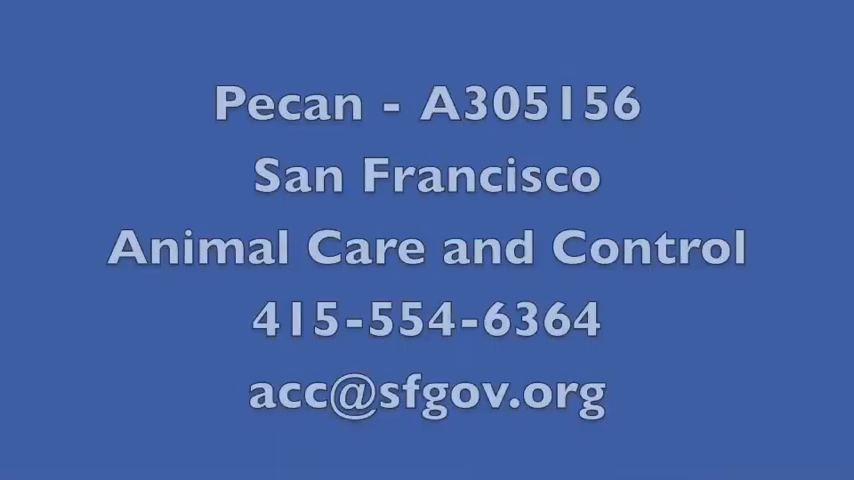 Pecan - A305156
San Francisco
Animal Care and Control
415-554-6364
acc@sfgov.org